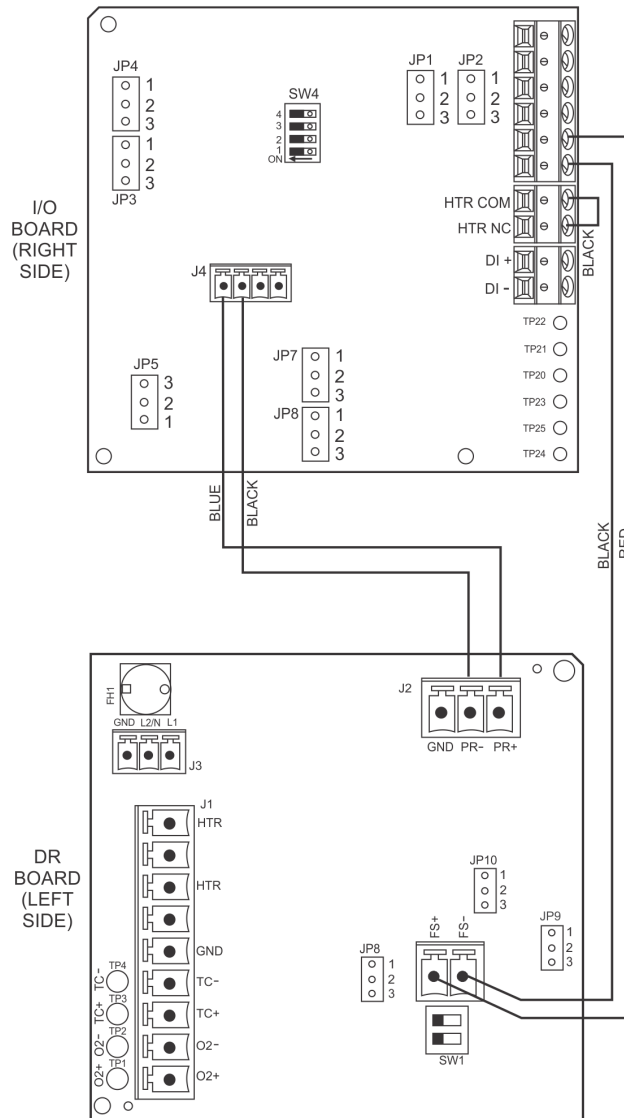 JP4
1
2
3
1
2
3
JP3
SW4
4
3
2
1
ON
JP1
1
2
3
JP2
1
2
3
I/O
BOARD
(RIGHT
SIDE)
HTR COM
HTR NC
BLACK
DI +
DI -
J4
TP22
TP21
TP20
TP23
TP25
TP24
JP5
3
2
1
JP7
1
2
3
JP8
1
2
3
BLUE
BLACK
BLACK
RED
FH1
GND L2/N L1
J3
J2
GND PR- PR+
J1
HTR
HTR
GND
TC-
TC+
O2-
O2+
DR
BOARD
(LEFT
SIDE)
TC-
TP4
TC+
TP3
O2-
TP2
O2+
TP1
JP10
1
2
3
JP9
1
2
3
JP8
1
2
3
FS+
FS-
SW1